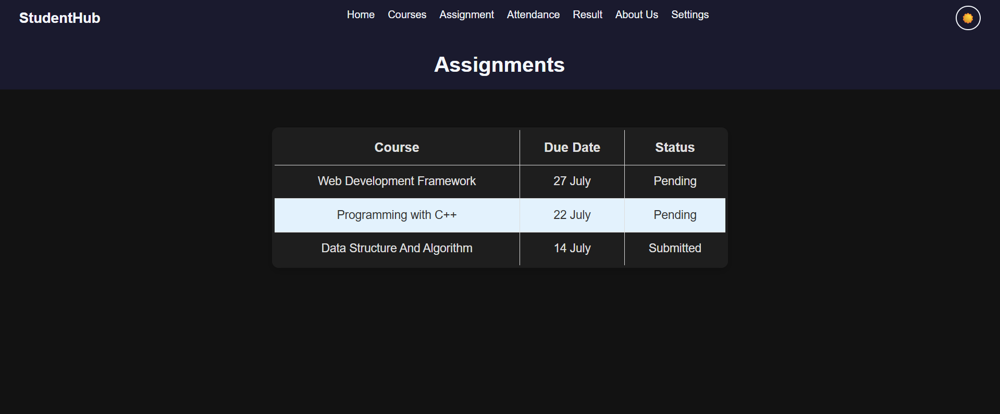 StudentHub
Home Courses Assignment Attendance Result About Us Settings
Assignments
Course Due Date Status
Web Development Framework 27 July Pending
Programming with C++ 22 July Pending
Data Structure And Algorithm 14 July Submitted